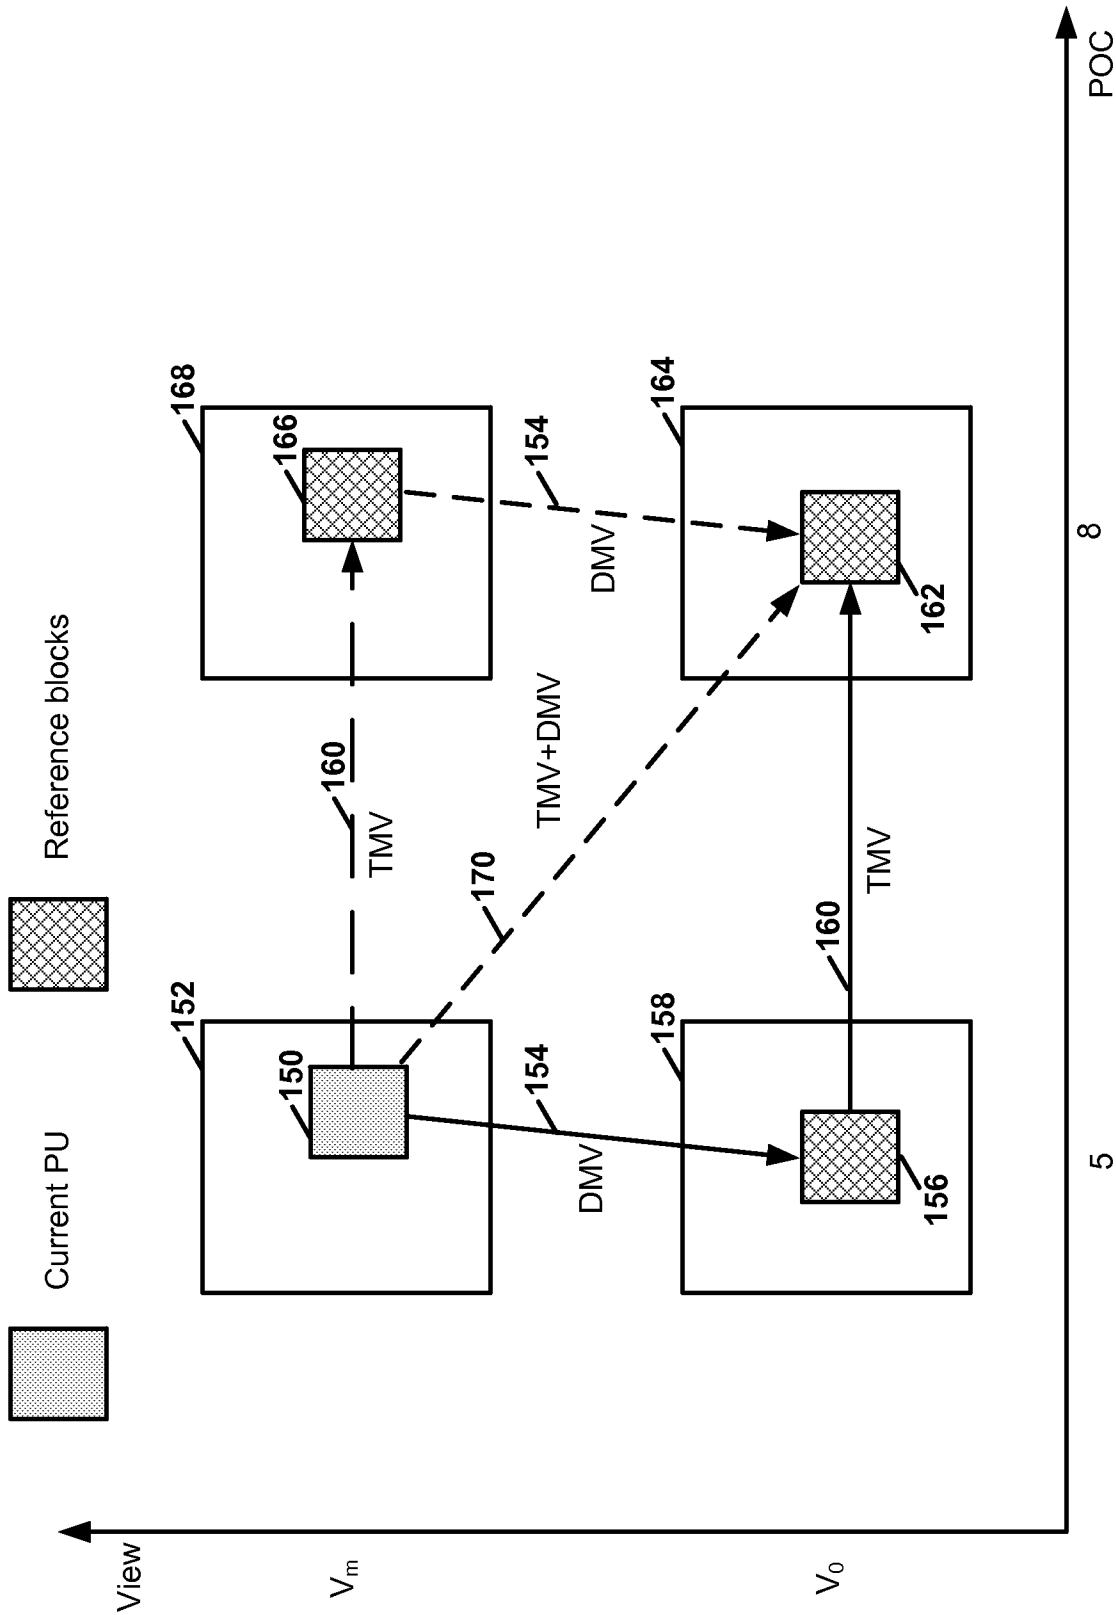 Current PU
Reference blocks
View
152
168
150
166
Vₘ
160
TMV
170
154
DMV
TMV+DMV
154
DMV
158
164
160
TMV
V₀
156
162
5
8
POC